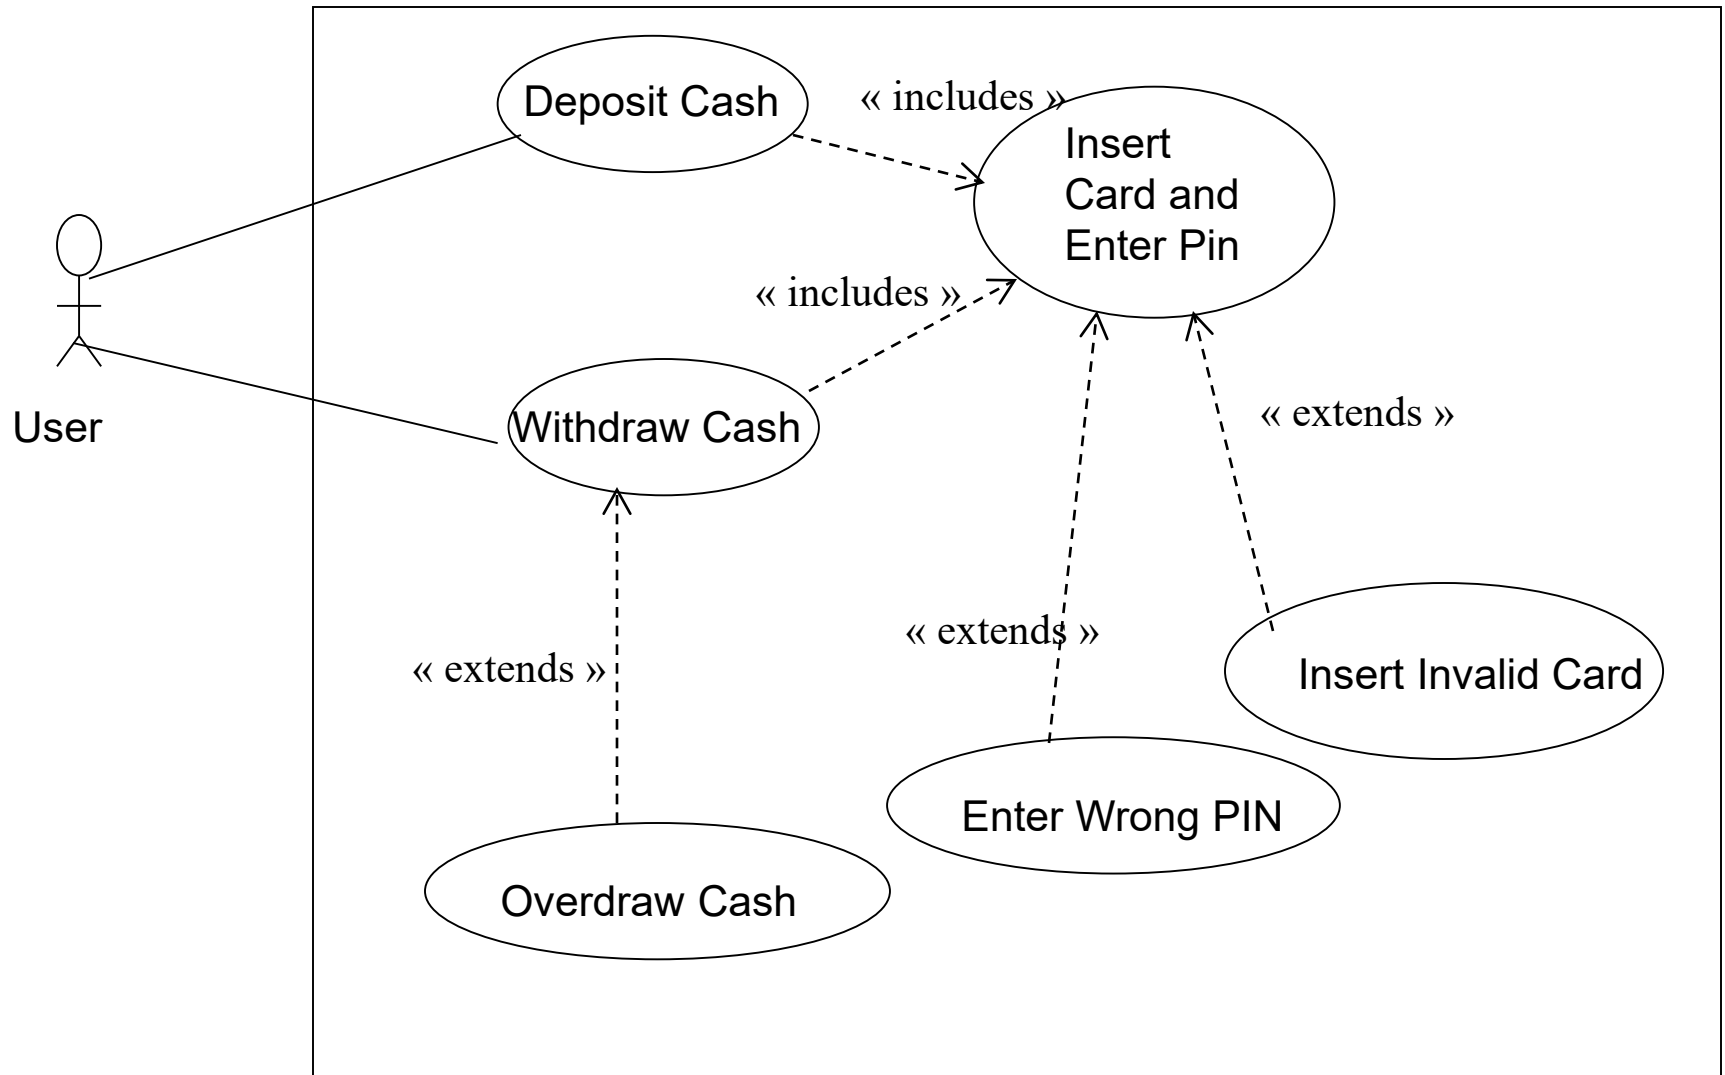 Deposit Cash
« includes »
Insert
Card and
Enter Pin
« includes »
User
Withdraw Cash
« extends »
« extends »
« extends »
Insert Invalid Card
Enter Wrong PIN
Overdraw Cash